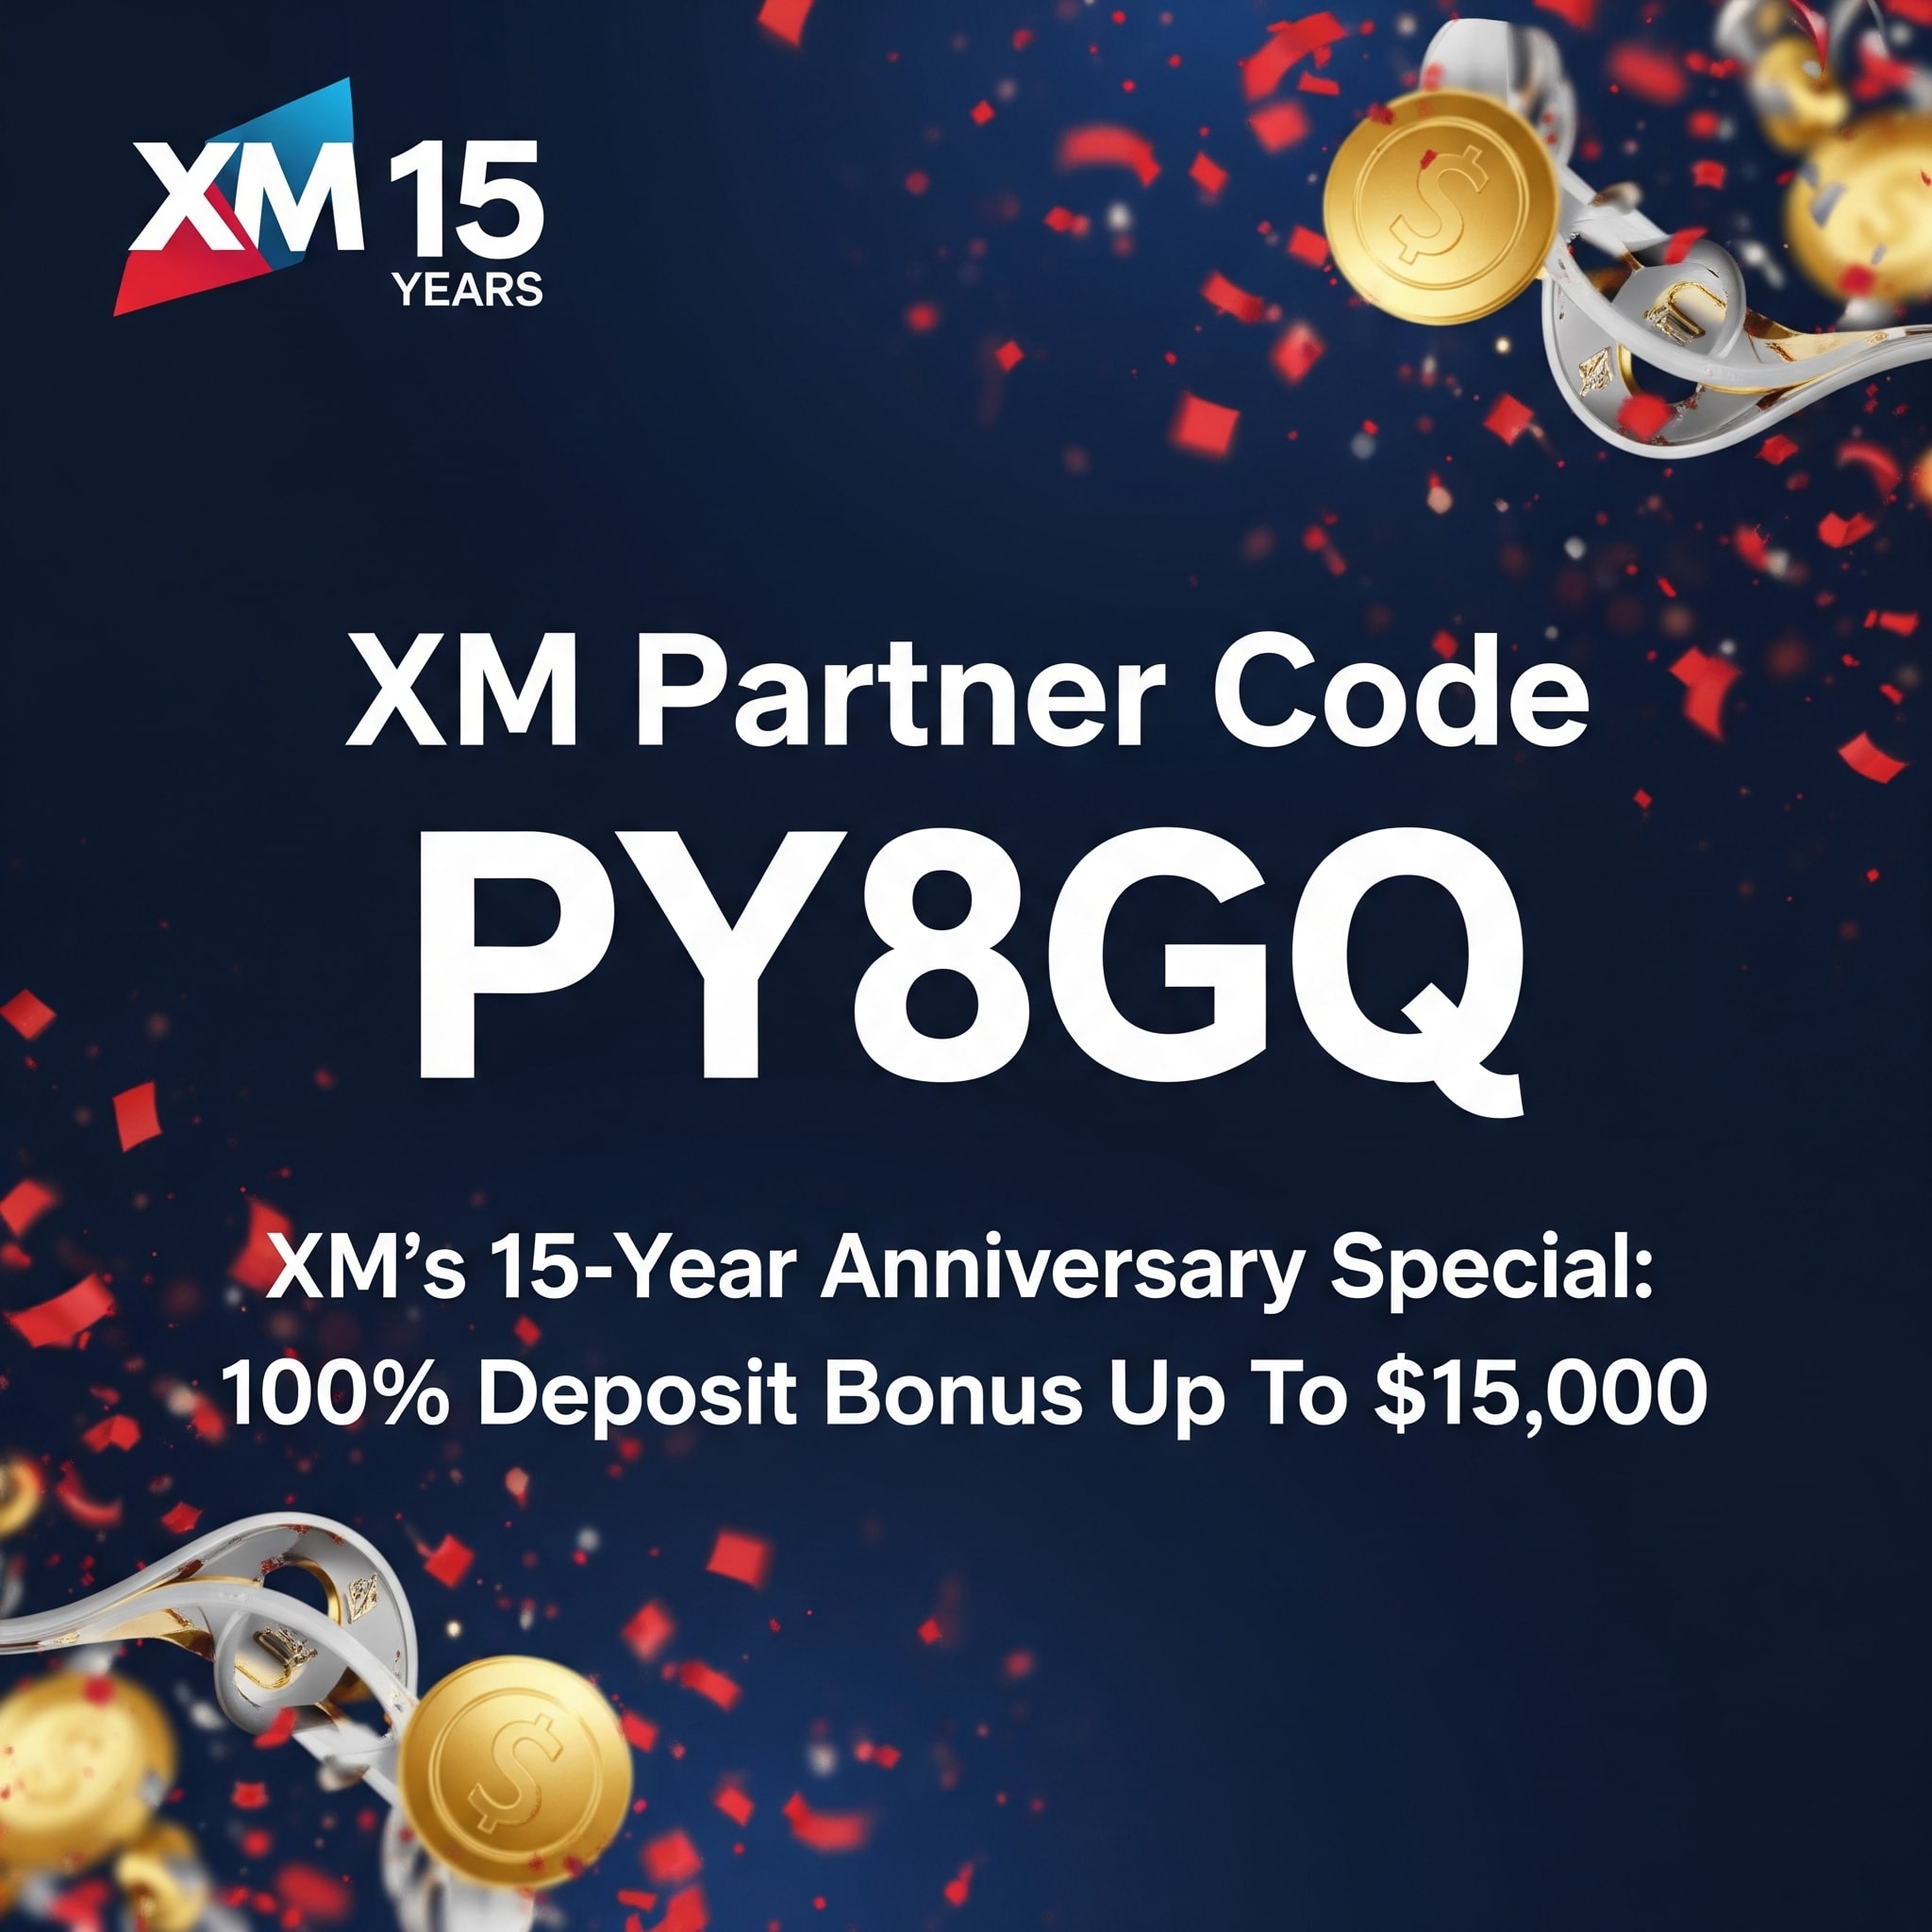 XM 15
YEARS
XM Partner Code
PY8GQ
XM’s 15-Year Anniversary Special:
100% Deposit Bonus Up To $15,000